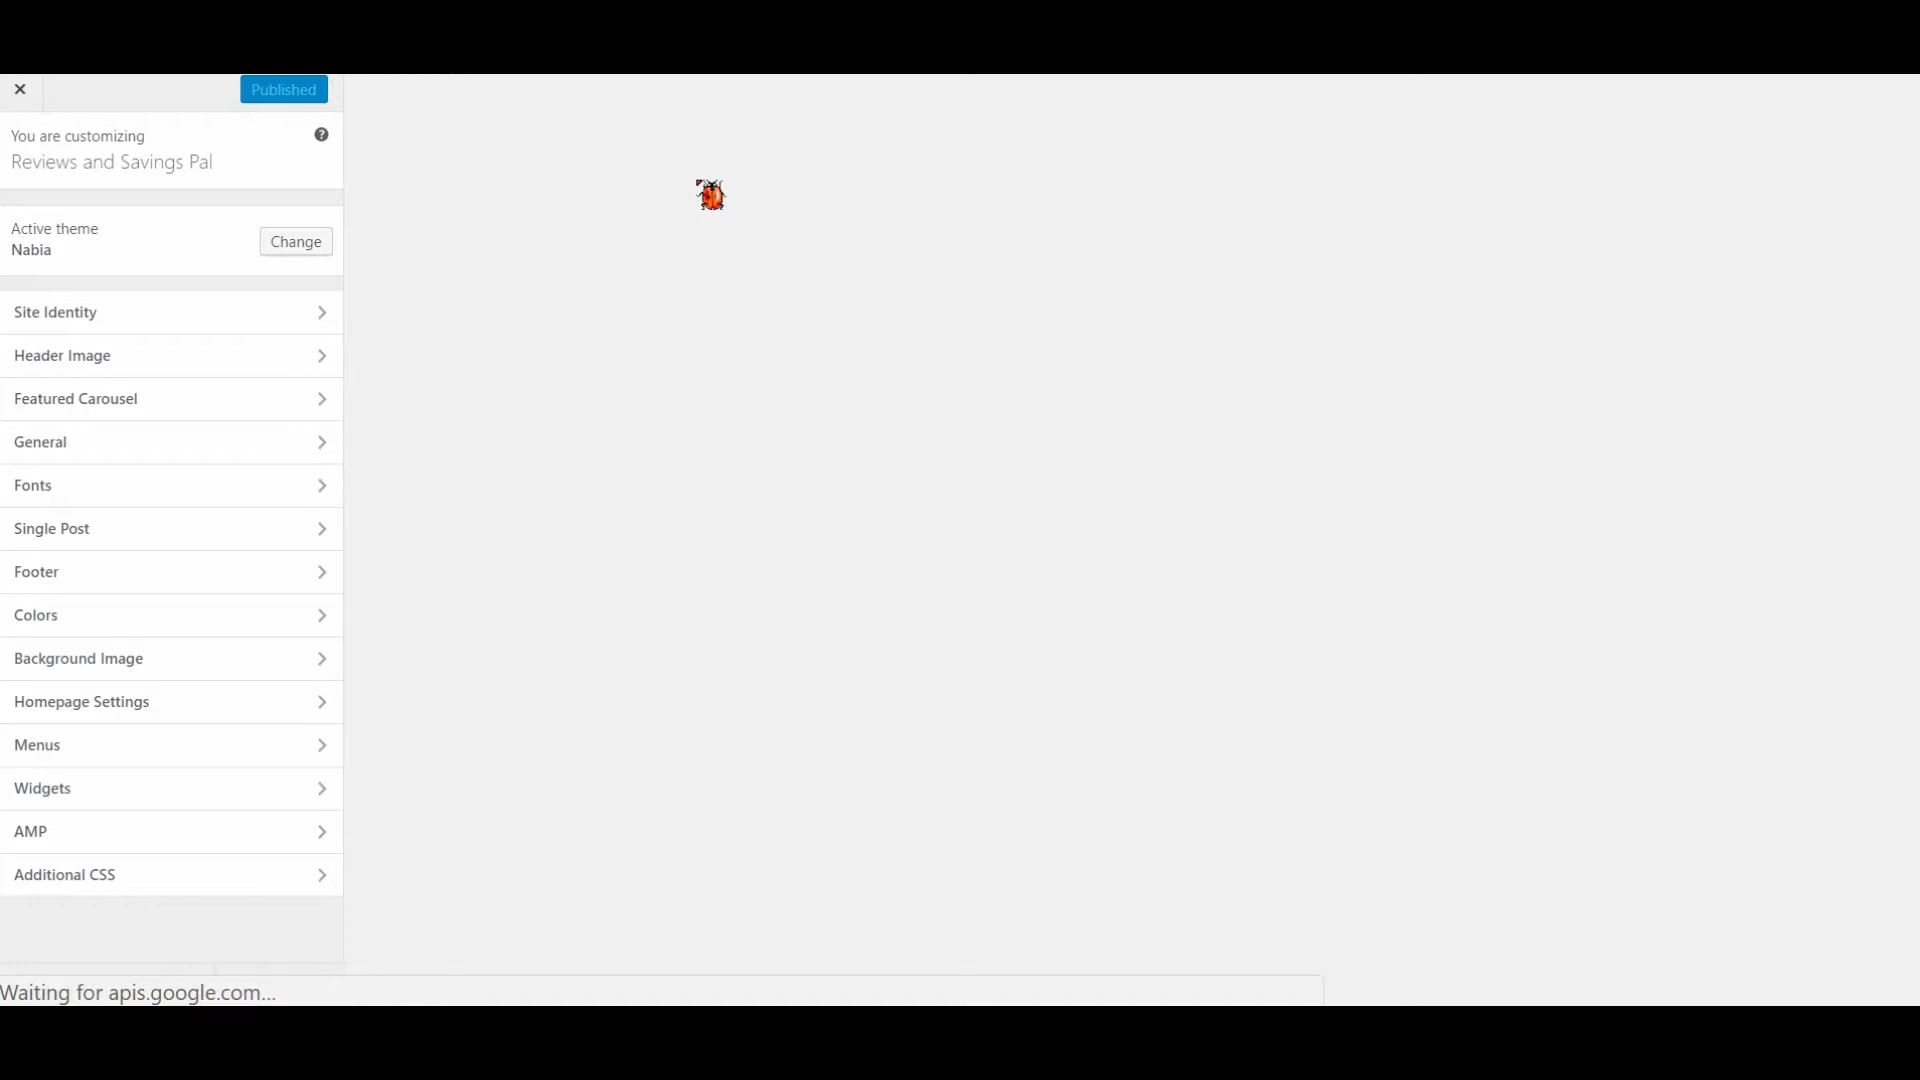 Published
You are customizing
Reviews and Savings Pal
Active theme
Nabia
Change
Site Identity
Header Image
Featured Carousel
General
Fonts
Single Post
Footer
Colors
Background Image
Homepage Settings
Menus
Widgets
AMP
Additional CSS
Waiting for apis.google.com...